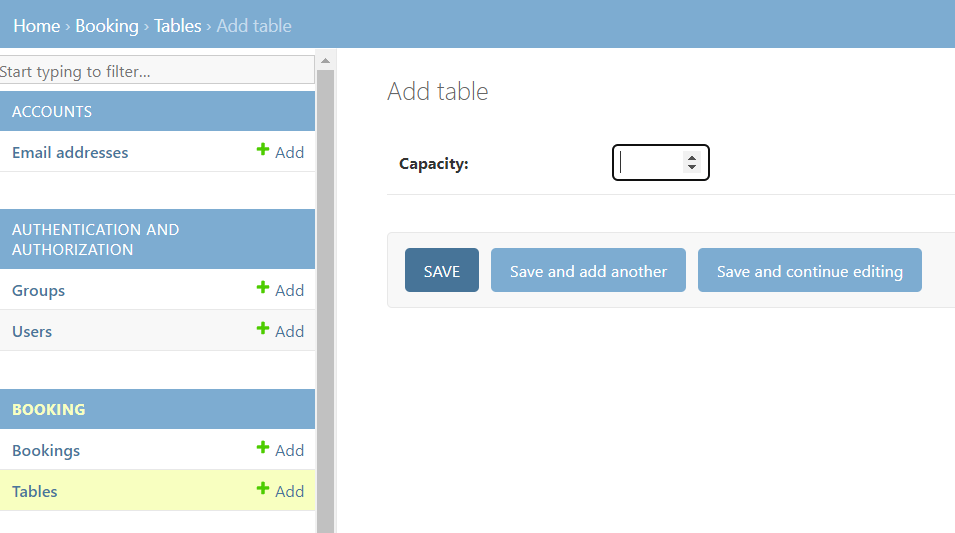 Home › Booking › Tables › Add table
Start typing to filter...
ACCOUNTS
Email addresses
Add
AUTHENTICATION AND
AUTHORIZATION
Groups
Add
Users
Add
BOOKING
Bookings
Add
Tables
Add
Add table
Capacity:
SAVE
Save and add another
Save and continue editing